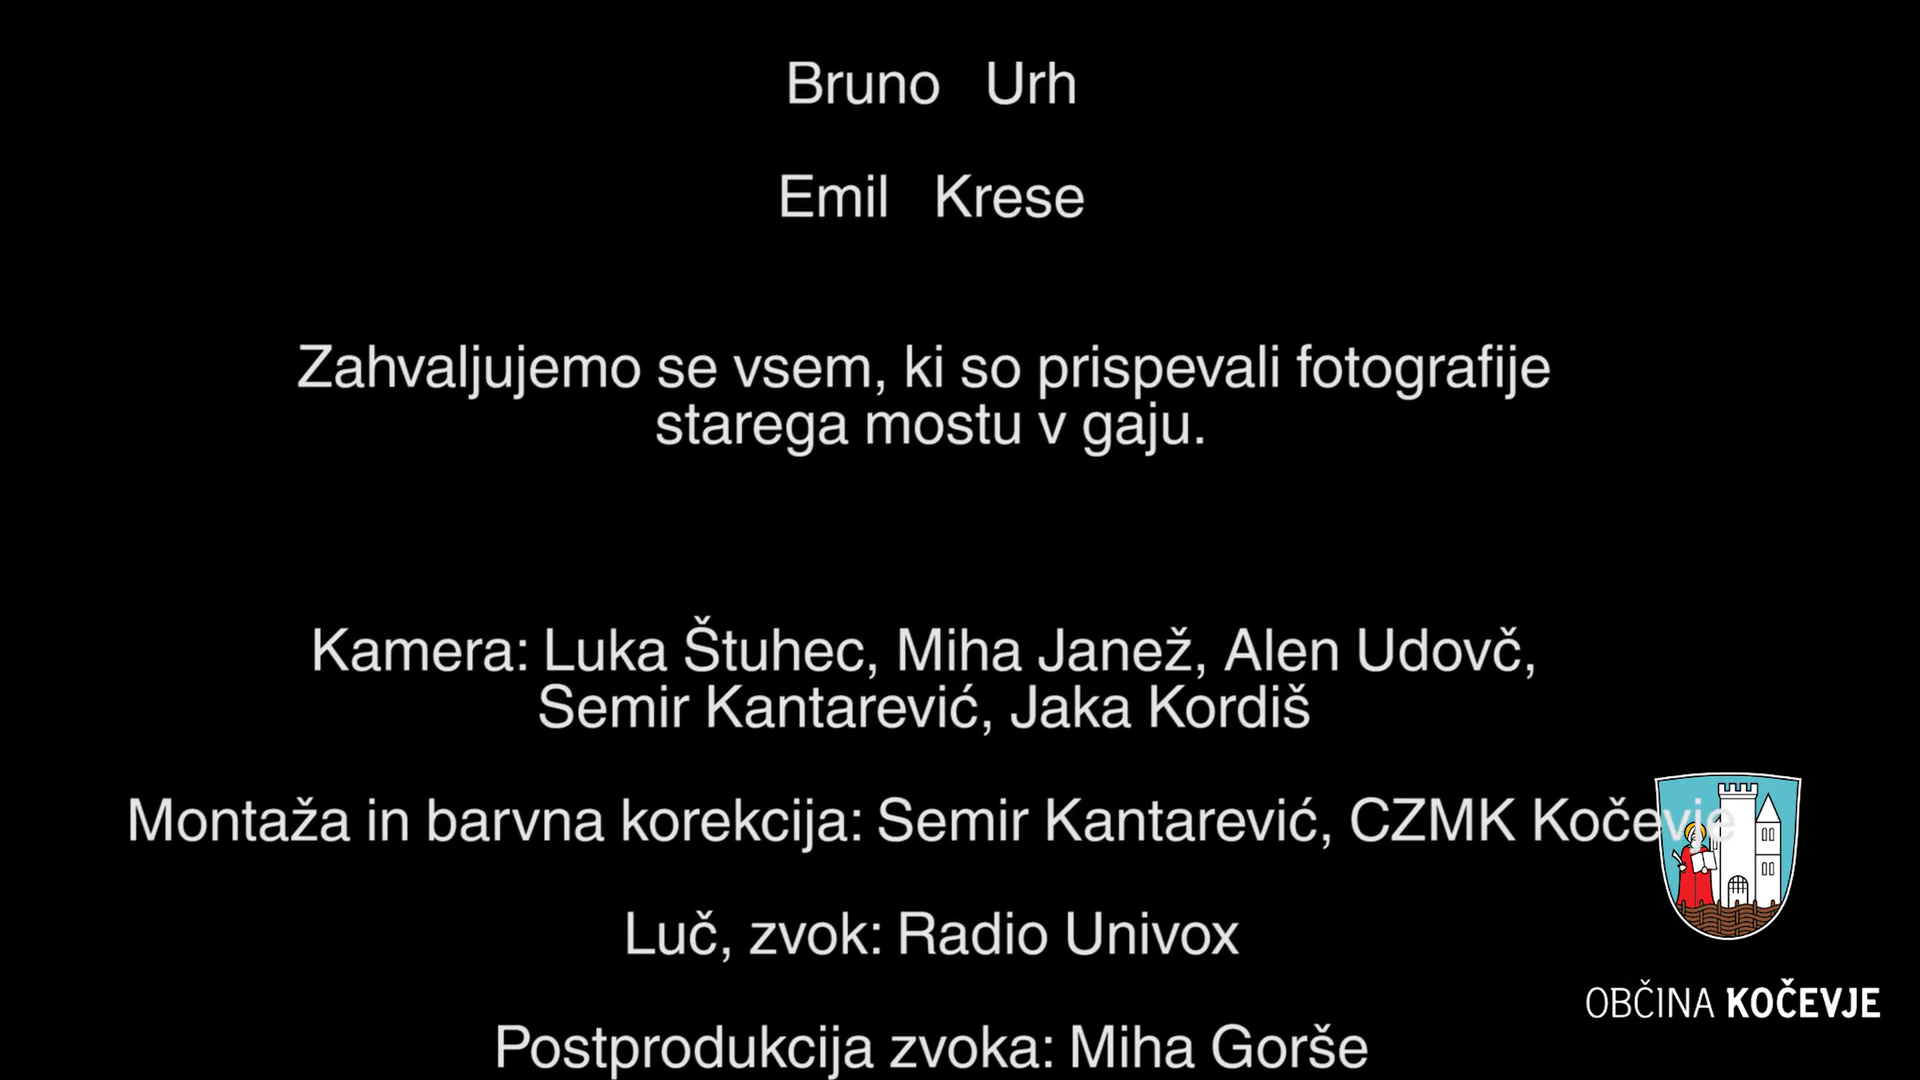 Bruno Urh
Emil Krese
Zahvaljujemo se vsem, ki so prispevali fotografije
starega mostu v gaju.
Kamera: Luka Štuhec, Miha Janež, Alen Udovč,
Semir Kantarević, Jaka Kordiš
Montaža in barvna korekcija: Semir Kantarević, CZMK Kočevje
Luč, zvok: Radio Univox
OBČINA KOČEVJE
Postprodukcija zvoka: Miha Gorše